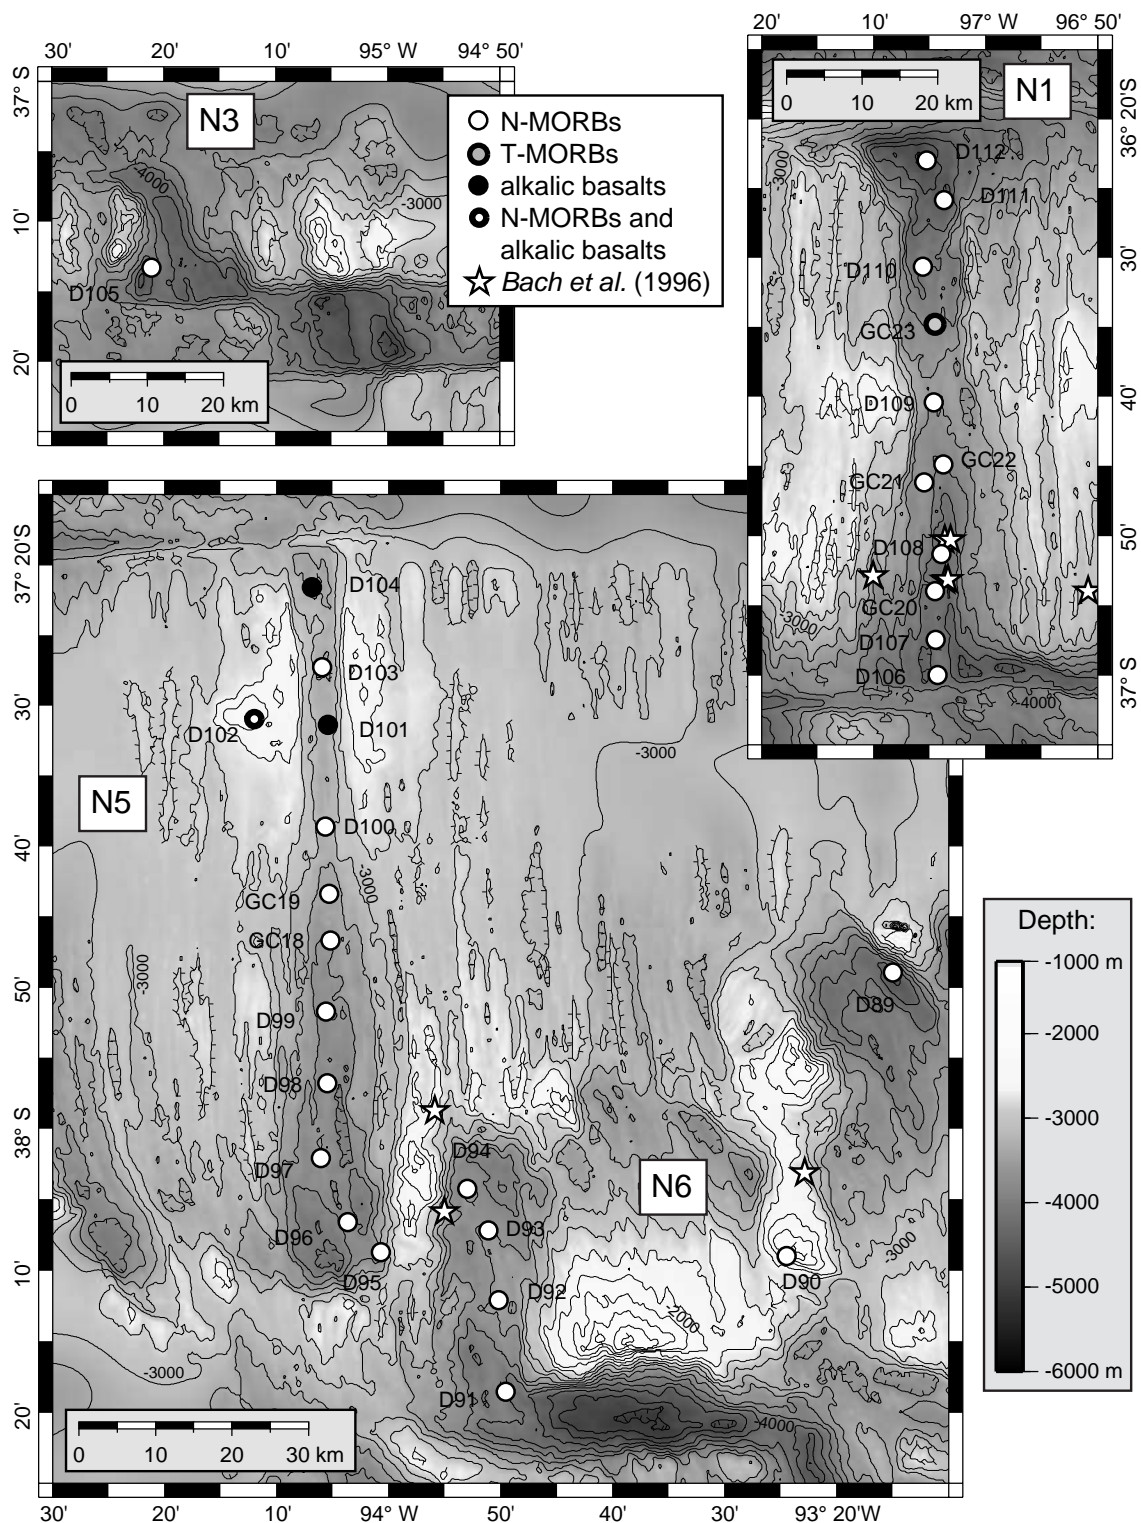 30' 20' 10' 95° W 94° 50'
37° S
10'
20'
N3
-4000
-3000
D105
0 10 20 km
N-MORBs
T-MORBs
alkalic basalts
N-MORBs and
alkalic basalts
Bach et al. (1996)
20' 10' 97° W 96° 50'
0 10 20 km
N1
36° 20'S
30'
40'
50'
37° S
-3000
D112
D111
D110
GC23
D109
GC22
GC21
D108
GC20
-3000
D107
D106
-4000
37° 20'S
30'
40'
50'
38° S
10'
20'
N5
D104
D103
D102
D101
-3000
D100
-3000
GC19
GC18
-3000
D99
D98
D97
D96
D95
D94
D93
D92
D91
N6
D89
D90
-3000
-2000
-3000
-4000
0 10 20 30 km
30' 20' 10' 94° W 50' 40' 30' 93° 20'W
Depth:
-1000 m
-2000
-3000
-4000
-5000
-6000 m